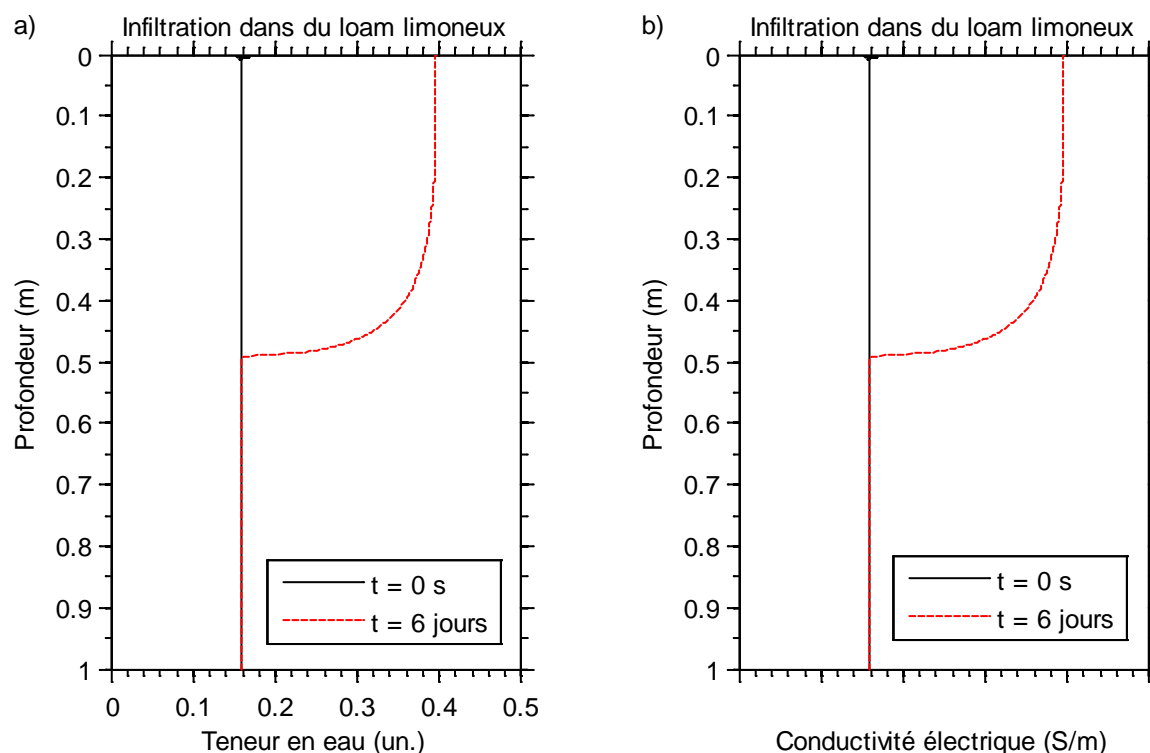 a)
Infiltration dans du loam limoneux
0
0.1
0.2
0.3
0.4
0.5
0.6
0.7
0.8
0.9
1
Profondeur (m)
t = 0 s
t = 6 jours
0 0.1 0.2 0.3 0.4 0.5
Teneur en eau (un.)
b)
Infiltration dans du loam limoneux
0
0.1
0.2
0.3
0.4
0.5
0.6
0.7
0.8
0.9
1
Profondeur (m)
t = 0 s
t = 6 jours
Conductivité électrique (S/m)